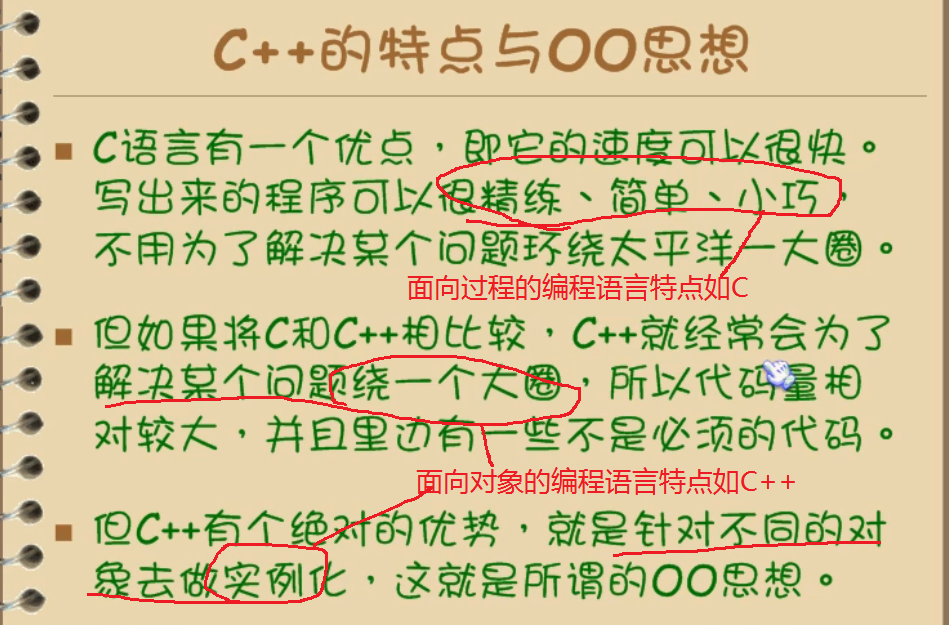 C++的特点与OO思想
C语言有一个优点，即它的速度可以很快。
写出来的程序可以很精练、简单、小巧，
不用为了解决某个问题环绕太平洋一大圈。
面向过程的编程语言特点如C
但如果将C和C++相比较，C++就经常会为了
解决某个问题绕一个大圈，所以代码量相
对较大，并且里边有一些不是必须的代码。
面向对象的编程语言特点如C++
但C++有个绝对的优势，就是针对不同的对
象去做实例化，这就是所谓的OO思想。